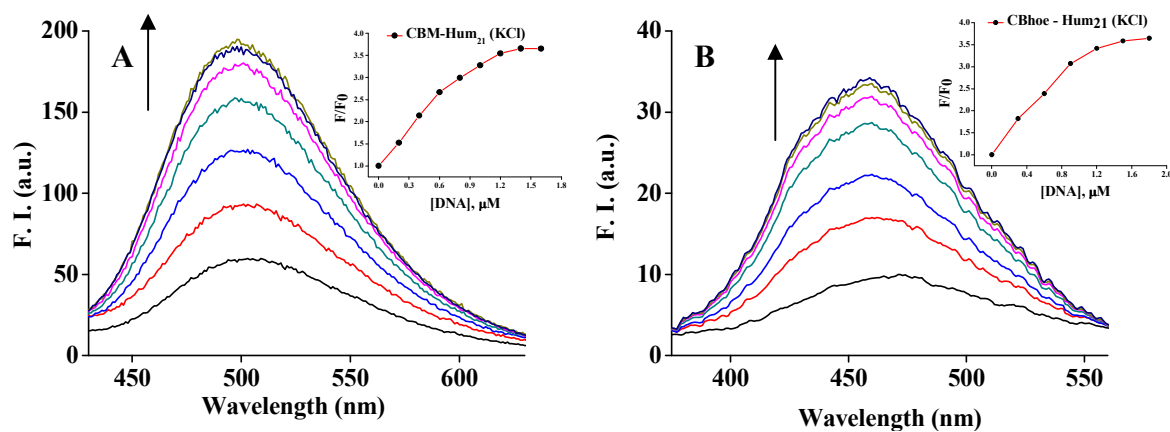 A
F. I. (a.u.)
200
150
100
50
0
450 500 550 600
Wavelength (nm)
CBM-Hum₂₁ (KCl)
F/F0
4.0
3.5
3.0
2.5
2.0
1.5
1.0
0.5
0.0 0.3 0.6 0.9 1.2 1.5 1.8
[DNA], µM
B
F. I. (a.u.)
40
30
20
10
0
400 450 500 550
Wavelength (nm)
CBhoe - Hum21 (KCl)
F/F0
4.0
3.5
3.0
2.5
2.0
1.5
1.0
0.5
0.0 0.4 0.8 1.2 1.6 2.0
[DNA], µM